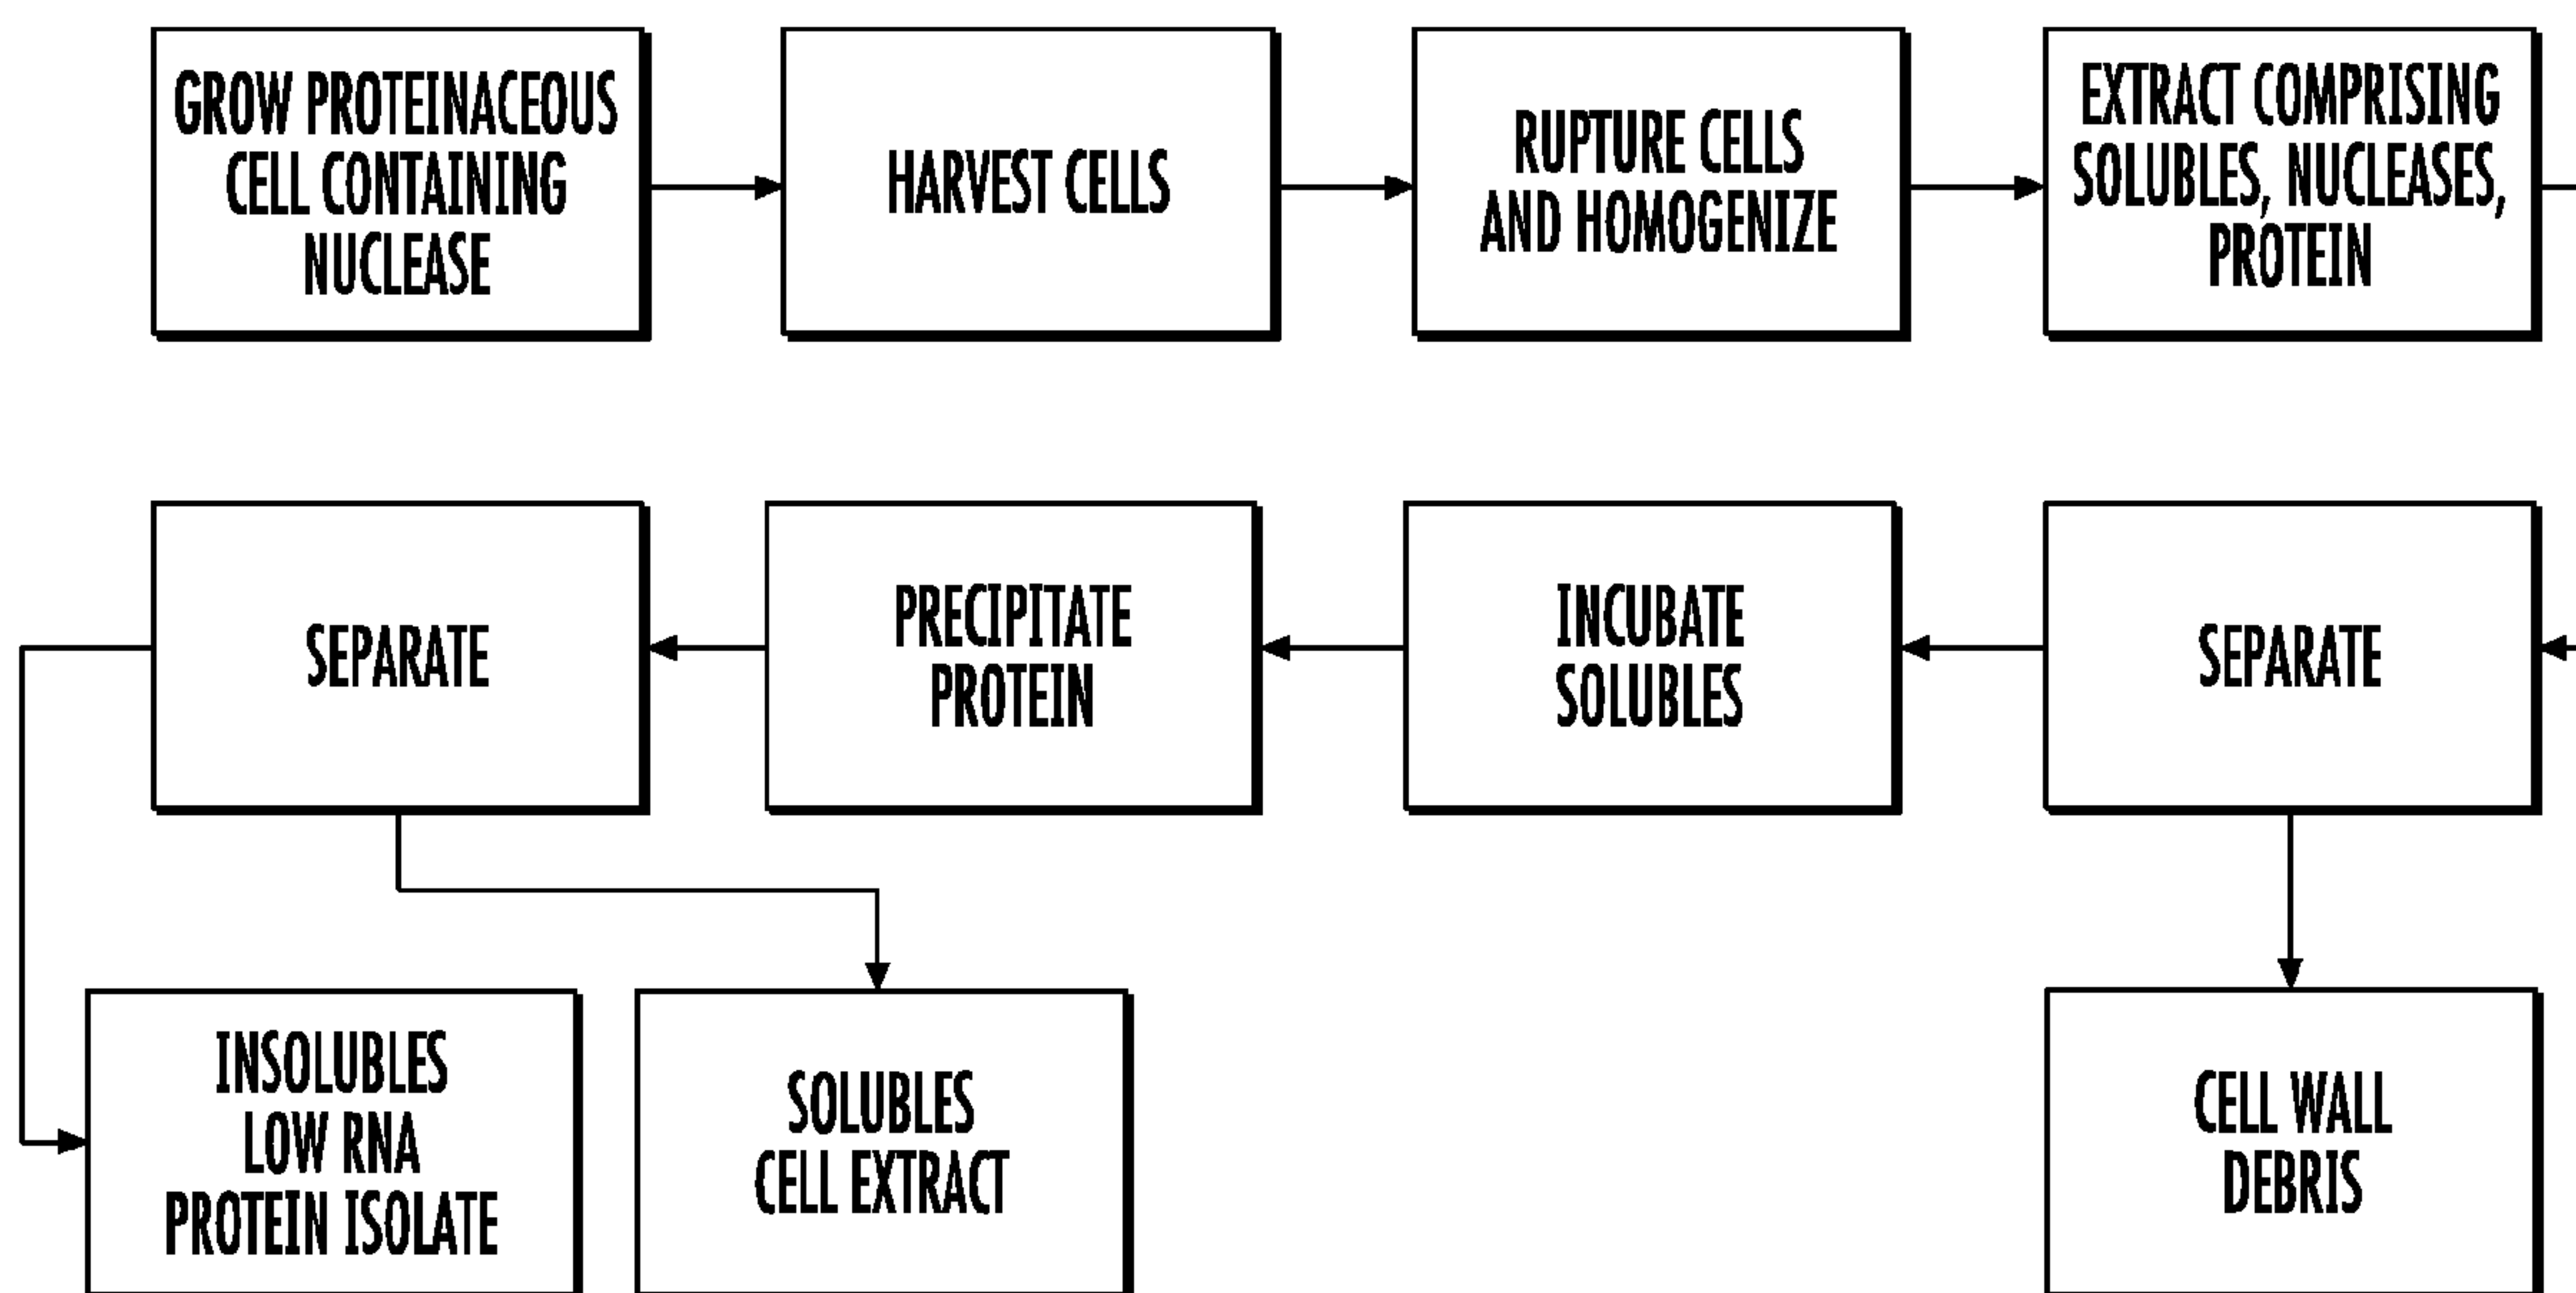 GROW PROTEINACEOUS
CELL CONTAINING
NUCLEASE
HARVEST CELLS
RUPTURE CELLS
AND HOMOGENIZE
EXTRACT COMPRISING
SOLUBLES, NUCLEASES,
PROTEIN
SEPARATE
INCUBATE
SOLUBLES
PRECIPITATE
PROTEIN
SEPARATE
INSOLUBLES
LOW RNA
PROTEIN ISOLATE
SOLUBLES
CELL EXTRACT
CELL WALL
DEBRIS